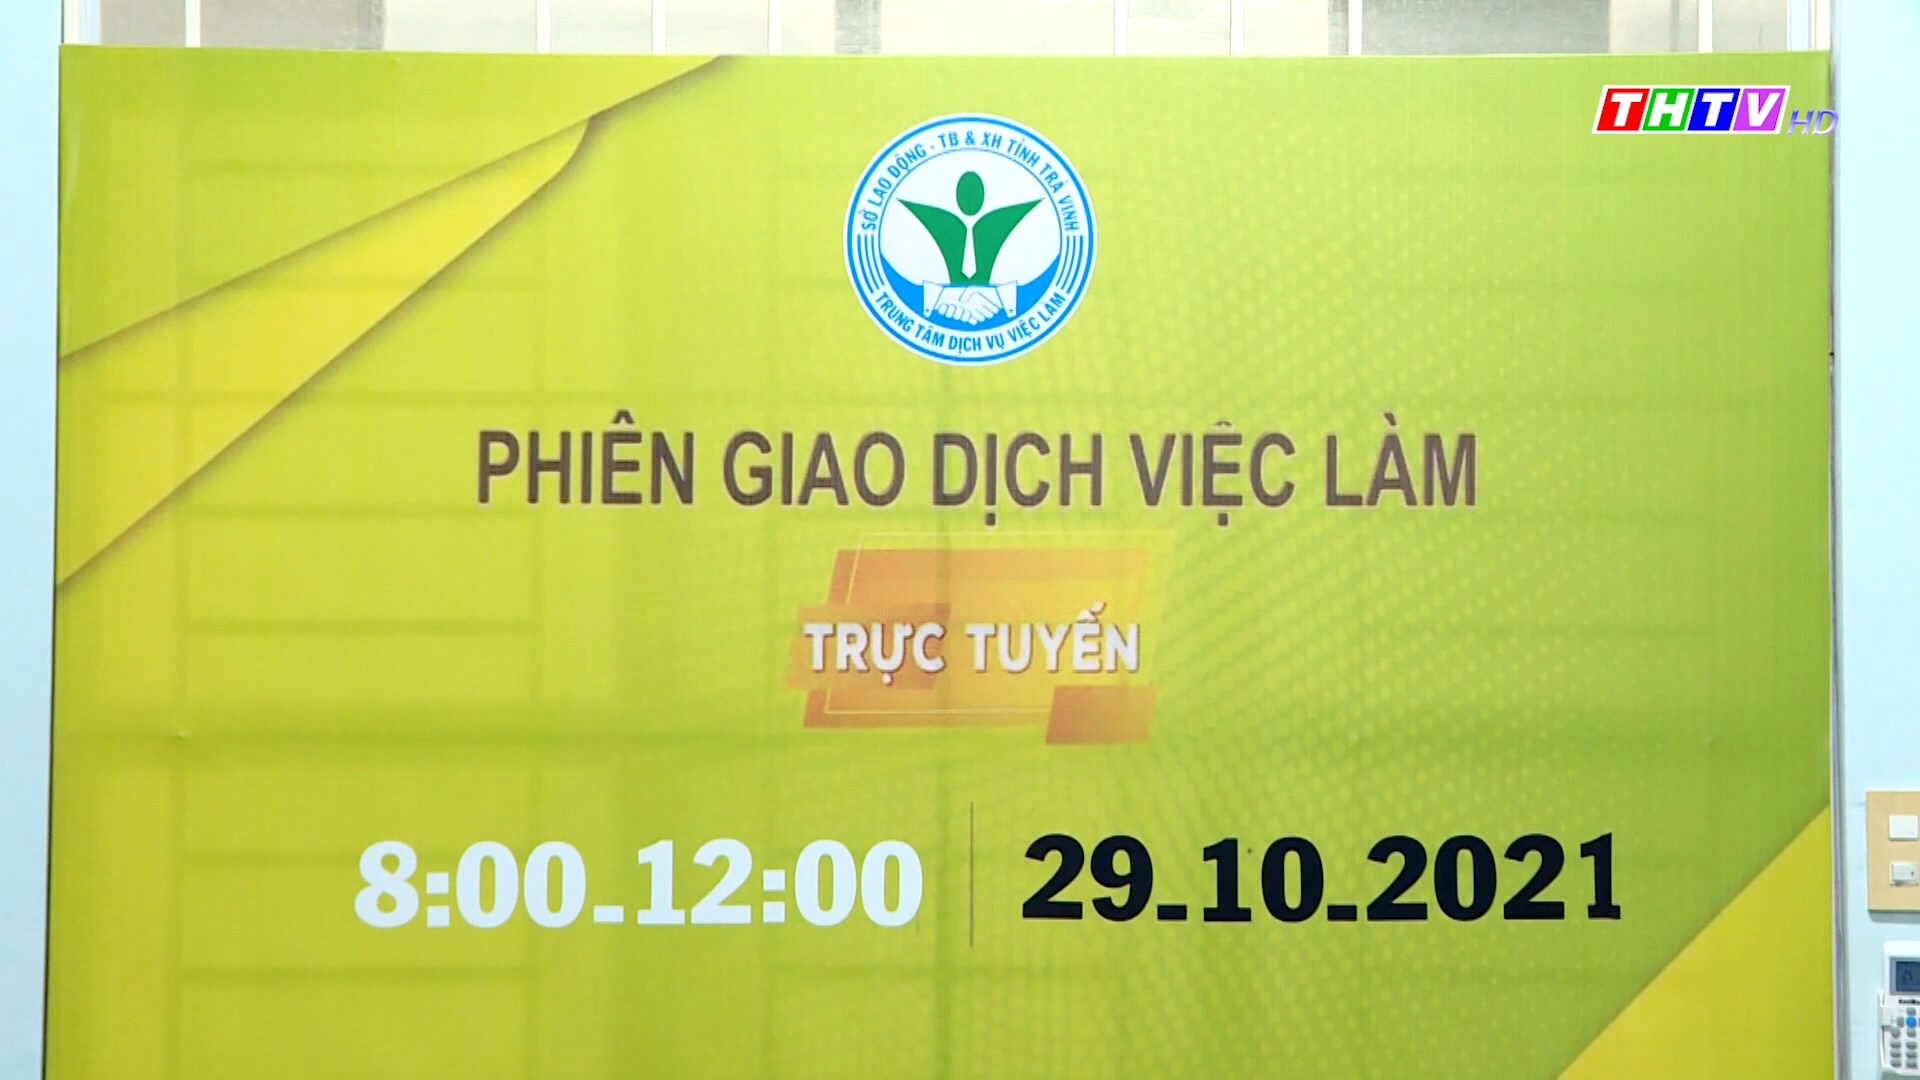 THTV HD
SỞ LAO ĐỘNG - TB & XH TỈNH TRÀ VINH
TRUNG TÂM DỊCH VỤ VIỆC LÀM
PHIÊN GIAO DỊCH VIỆC LÀM
TRỰC TUYẾN
8:00-12:00
29-10-2021